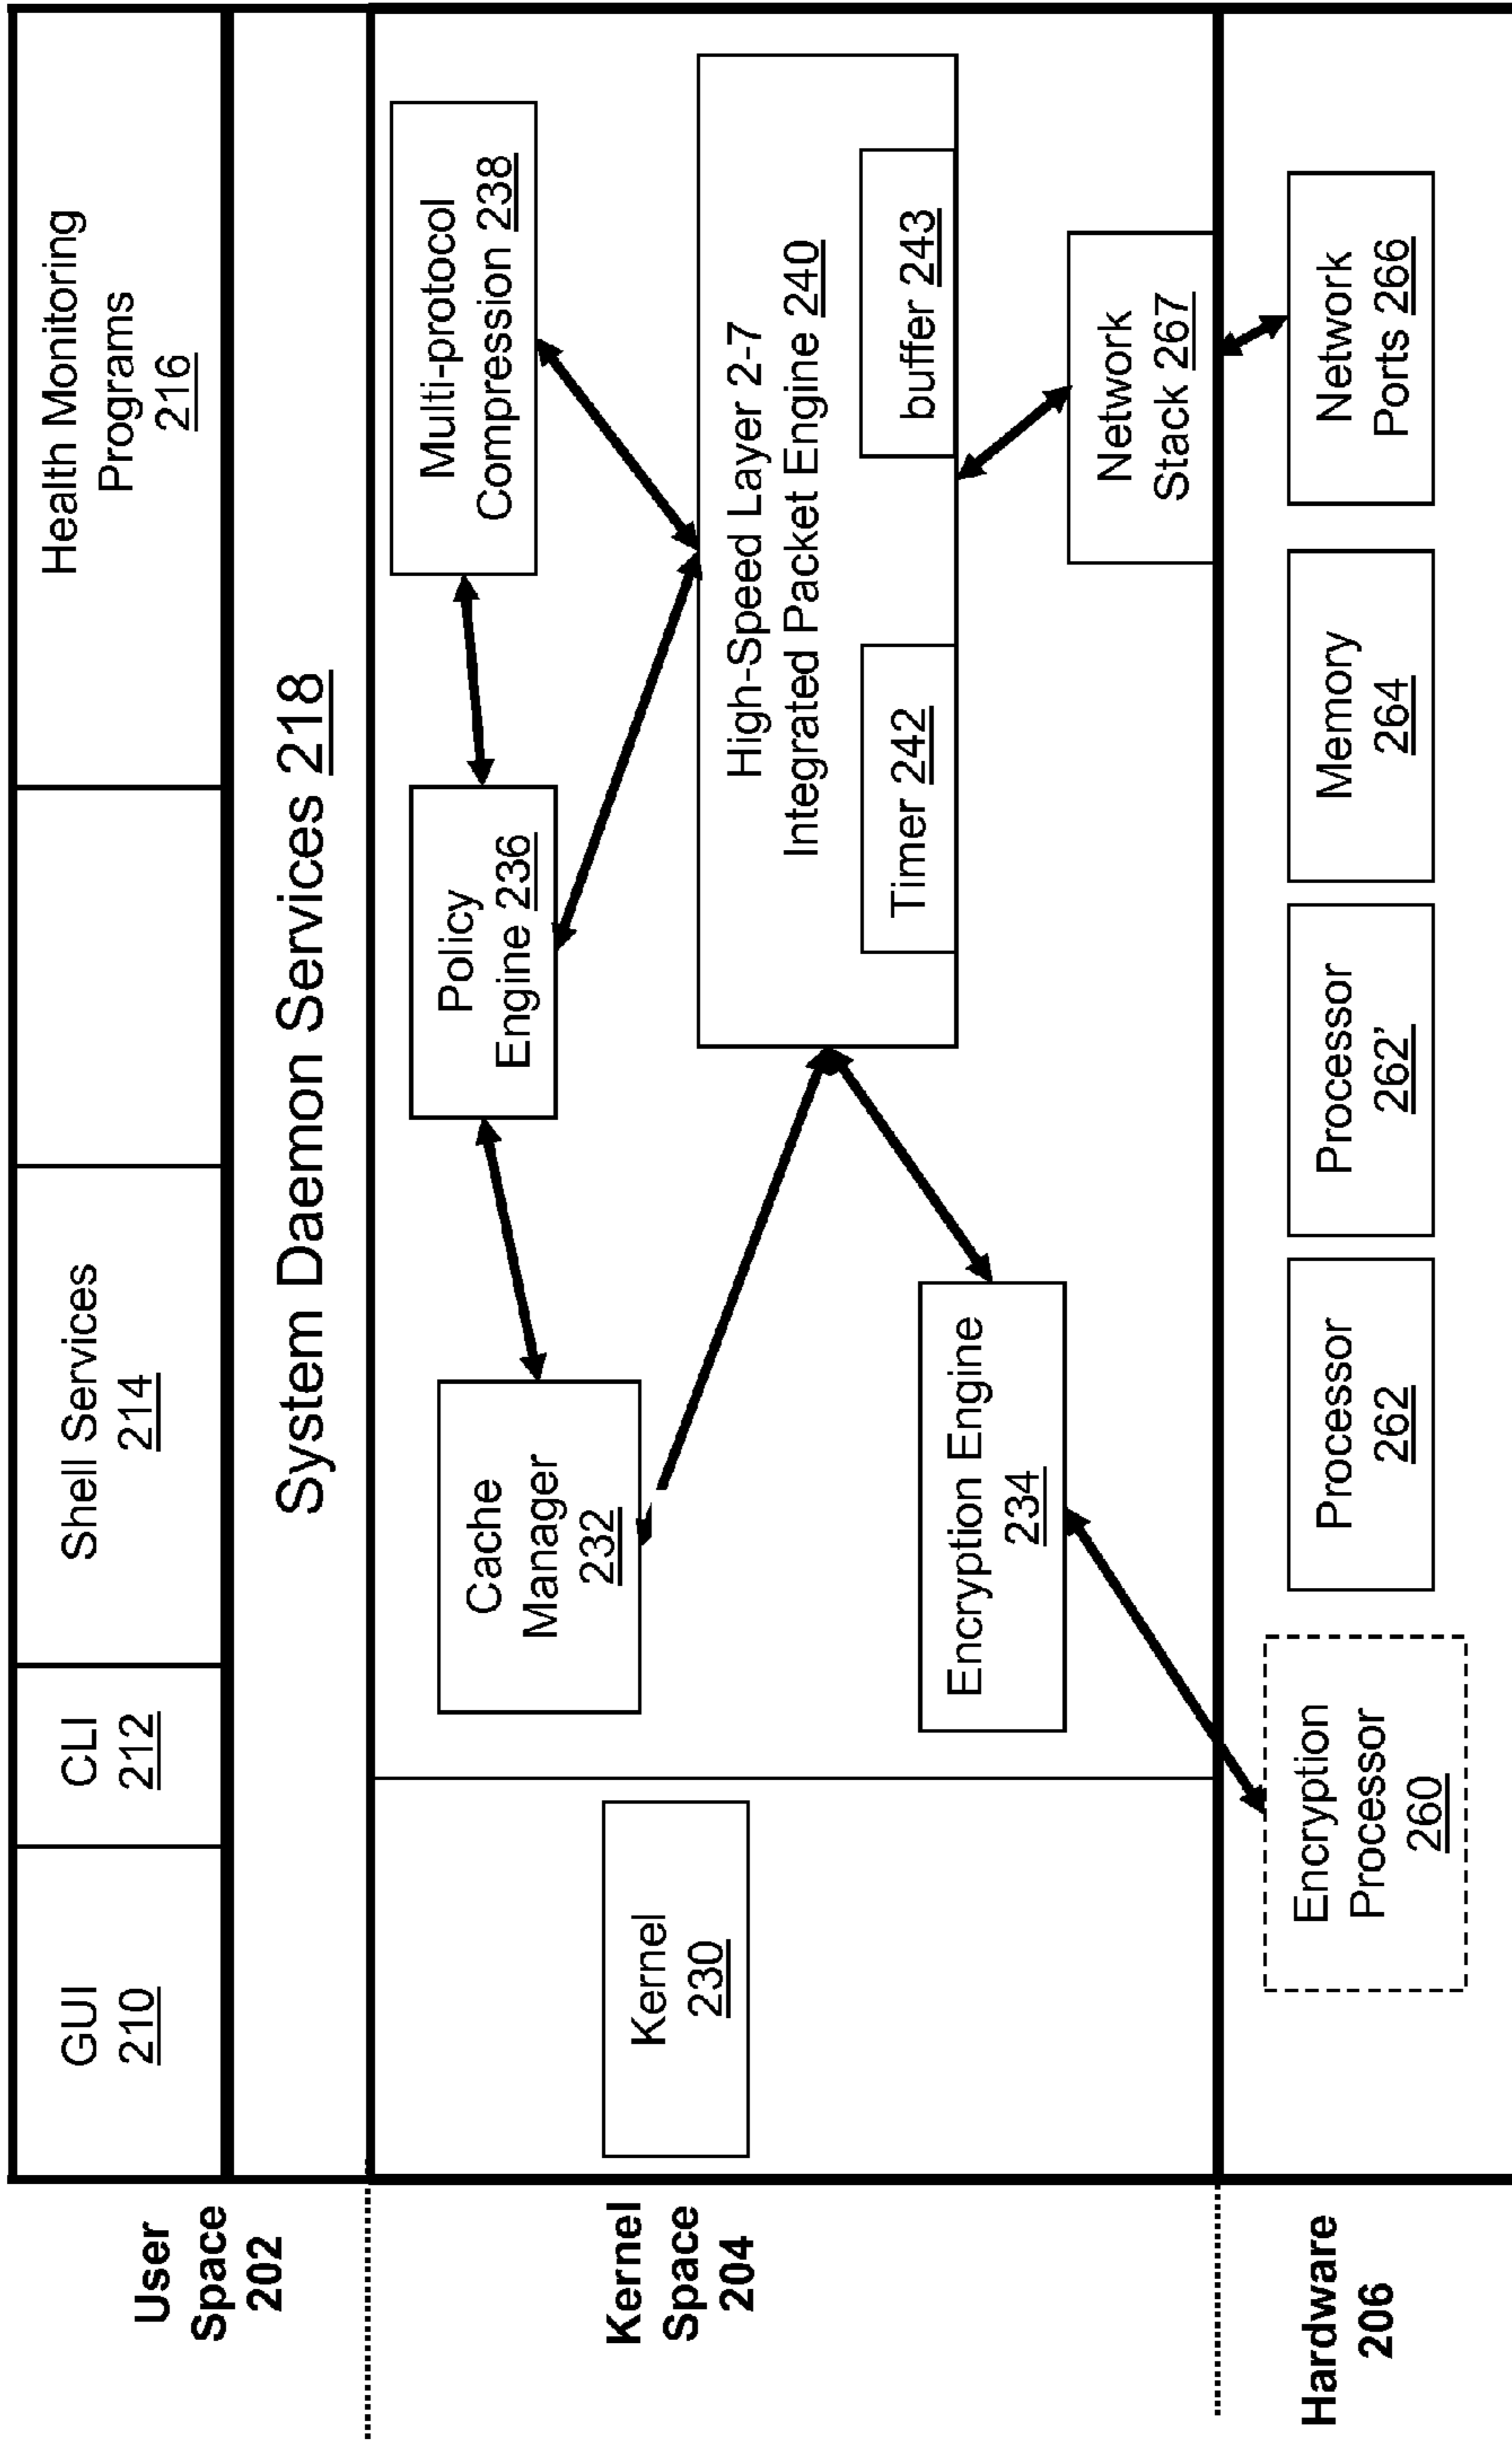 User
Space
202
GUI
210
CLI
212
Shell Services
214
Health Monitoring
Programs
216
System Daemon Services 218
Kernel
Space
204
Kernel
230
Cache
Manager
232
Policy
Engine 236
Multi-protocol
Compression 238
High-Speed Layer 2-7
Integrated Packet Engine 240
Timer 242
buffer 243
Encryption Engine
234
Network
Stack 267
Hardware
206
Encryption
Processor
260
Processor
262
Processor
262’
Memory
264
Network
Ports 266